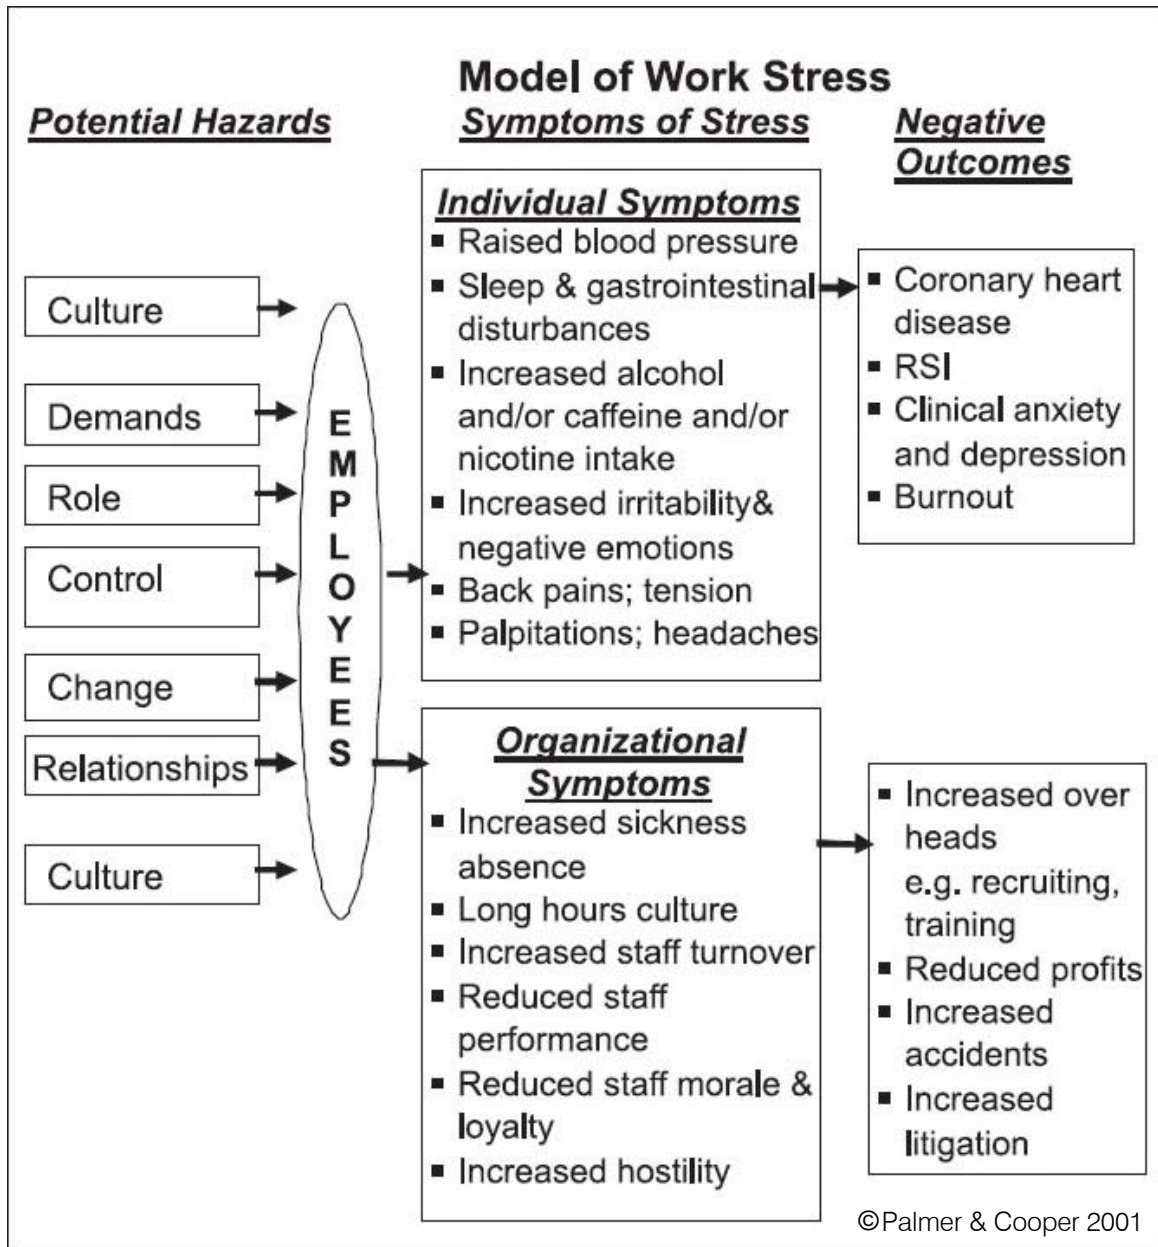 Model of Work Stress
Potential Hazards
Symptoms of Stress
Negative
Outcomes
Culture
Demands
Role
Control
Change
Relationships
Culture
EMPLOYEES
Individual Symptoms
▪ Raised blood pressure
▪ Sleep & gastrointestinal
disturbances
▪ Increased alcohol
and/or caffeine and/or
nicotine intake
▪ Increased irritability&
negative emotions
▪ Back pains; tension
▪ Palpitations; headaches
▪ Coronary heart
disease
▪ RSI
▪ Clinical anxiety
and depression
▪ Burnout
Organizational
Symptoms
▪ Increased sickness
absence
▪ Long hours culture
▪ Increased staff turnover
▪ Reduced staff
performance
▪ Reduced staff morale &
loyalty
▪ Increased hostility
▪ Increased over
heads
e.g. recruiting,
training
▪ Reduced profits
▪ Increased
accidents
▪ Increased
litigation
©Palmer & Cooper 2001